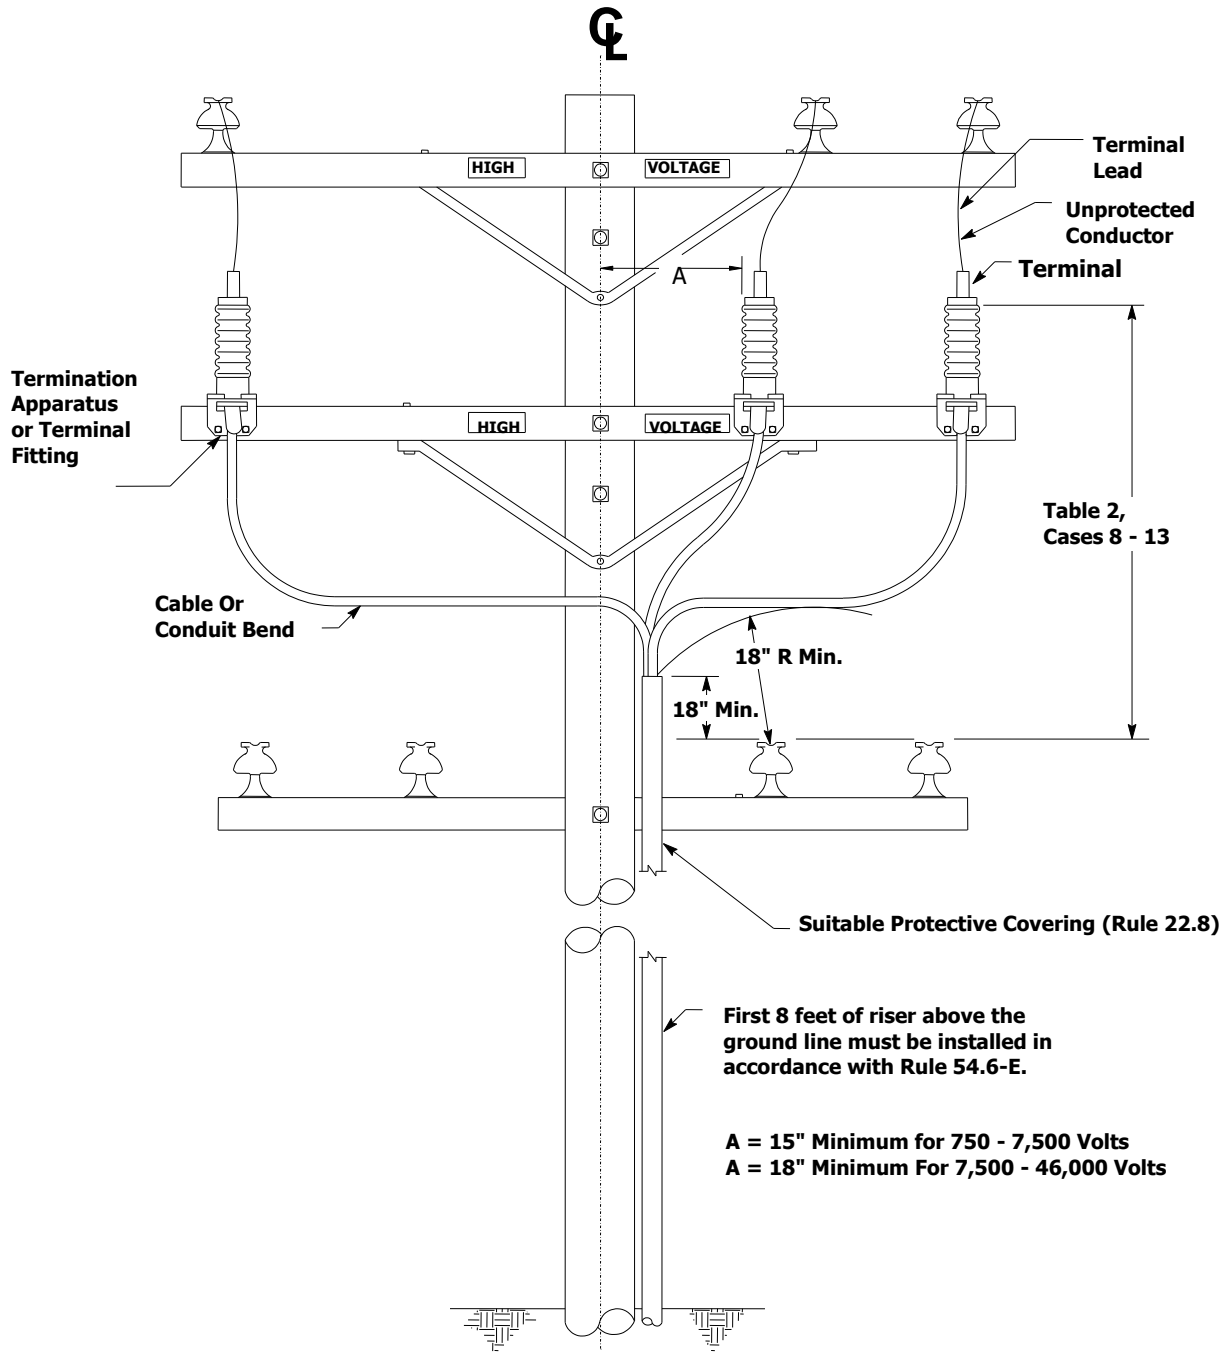 ℄
HIGH VOLTAGE
Terminal
Lead
Unprotected
Conductor
Terminal
A
Termination
Apparatus
or Terminal
Fitting
HIGH VOLTAGE
Table 2,
Cases 8 - 13
Cable Or
Conduit Bend
18" R Min.
18" Min.
Suitable Protective Covering (Rule 22.8)
First 8 feet of riser above the
ground line must be installed in
accordance with Rule 54.6-E.
A = 15" Minimum for 750 - 7,500 Volts
A = 18" Minimum For 7,500 - 46,000 Volts